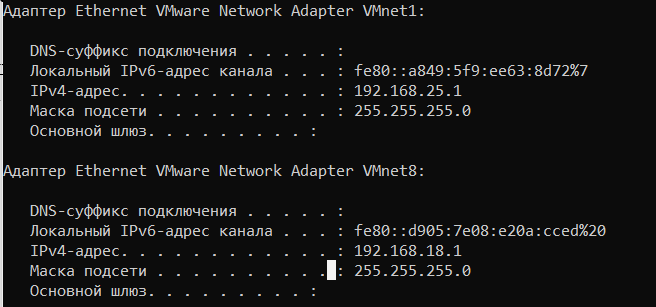 Адаптер Ethernet VMware Network Adapter VMnet1:
DNS-суффикс подключения . . . . . :
Локальный IPv6-адрес канала . . . : fe80::a849:5f9:ee63:8d72%7
IPv4-адрес. . . . . . . . . . . . : 192.168.25.1
Маска подсети . . . . . . . . . . : 255.255.255.0
Основной шлюз. . . . . . . . . :
Адаптер Ethernet VMware Network Adapter VMnet8:
DNS-суффикс подключения . . . . . :
Локальный IPv6-адрес канала . . . : fe80::d905:7e08:e20a:cced%20
IPv4-адрес. . . . . . . . . . . . : 192.168.18.1
Маска подсети . . . . . . . . . . : 255.255.255.0
Основной шлюз. . . . . . . . . :